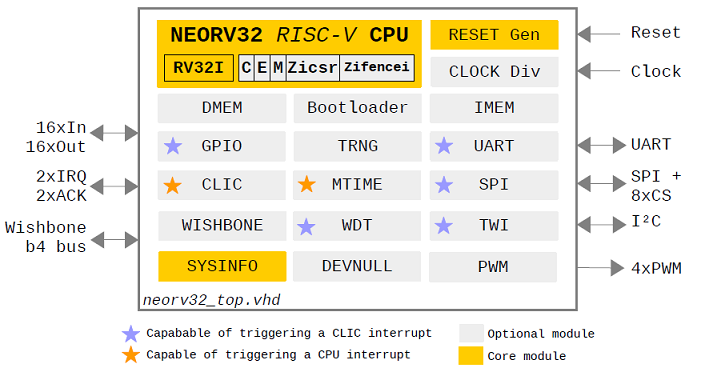 NEORV32 RISC-V CPU
RESET Gen
Reset
RV32I
C E M Zicsr Zifencei
CLOCK Div
Clock
DMEM
Bootloader
IMEM
16xIn
16xOut
GPIO
TRNG
UART
UART
2xIRQ
2xACK
CLIC
MTIME
SPI
SPI +
8xCS
Wishbone
b4 bus
WISHBONE
WDT
TWI
I²C
SYSINFO
DEVNULL
PWM
4xPWM
neorv32_top.vhd
Capabable of triggering a CLIC interrupt
Optional module
Capable of triggering a CPU interrupt
Core module